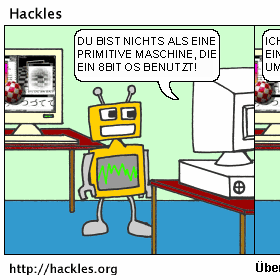 Hackles
DU BIST NICHTS ALS EINE
PRIMITIVE MASCHINE, DIE
EIN 8BIT OS BENUTZT!
ICH
EIN
UM
http://hackles.org
Über